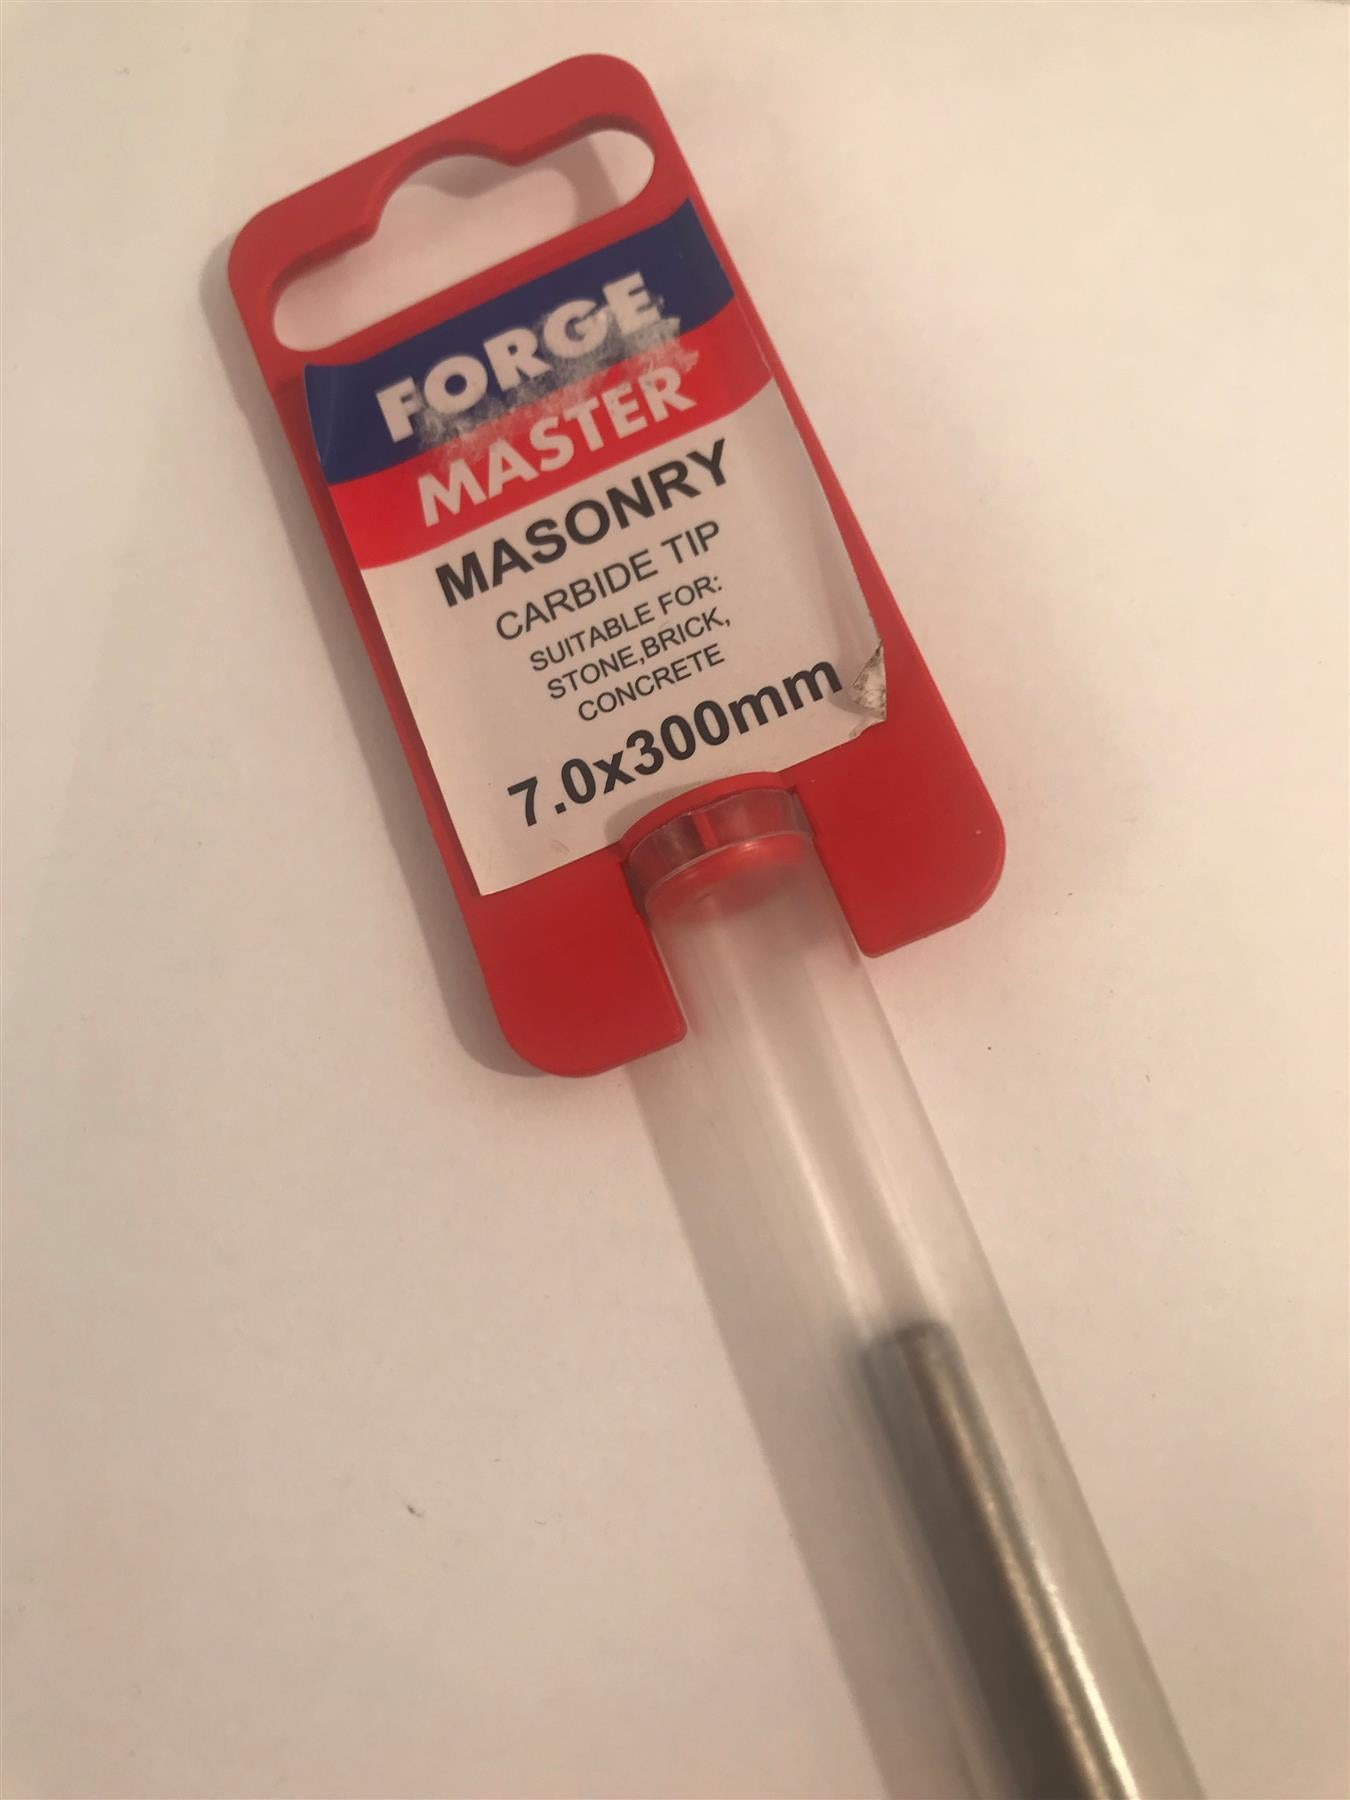 FORGE
MASTER
MASONRY
CARBIDE TIP
SUITABLE FOR:
STONE,BRICK,
CONCRETE
7.0x300mm